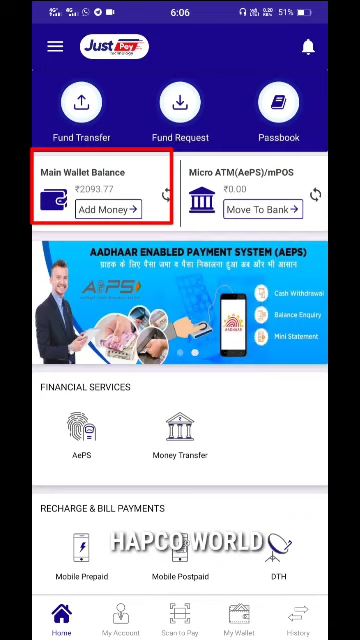 6:06
51%
Just Pay
Technology
Fund Transfer
Fund Request
Passbook
Main Wallet Balance
₹2093.77
Add Money
Micro ATM(AePS)/mPOS
₹0.00
Move To Bank
AADHAAR ENABLED PAYMENT SYSTEM (AEPS)
ग्राहक के लिए पैसा जमा व पैसा निकालना हुआ अब और भी आसान
AEPS
AADHAAR
Cash Withdrawal
Balance Enquiry
Mini Statement
FINANCIAL SERVICES
AePS
Money Transfer
RECHARGE & BILL PAYMENTS
HAPCO WORLD
Mobile Prepaid
Mobile Postpaid
DTH
Home
My Account
Scan to Pay
My Wallet
History